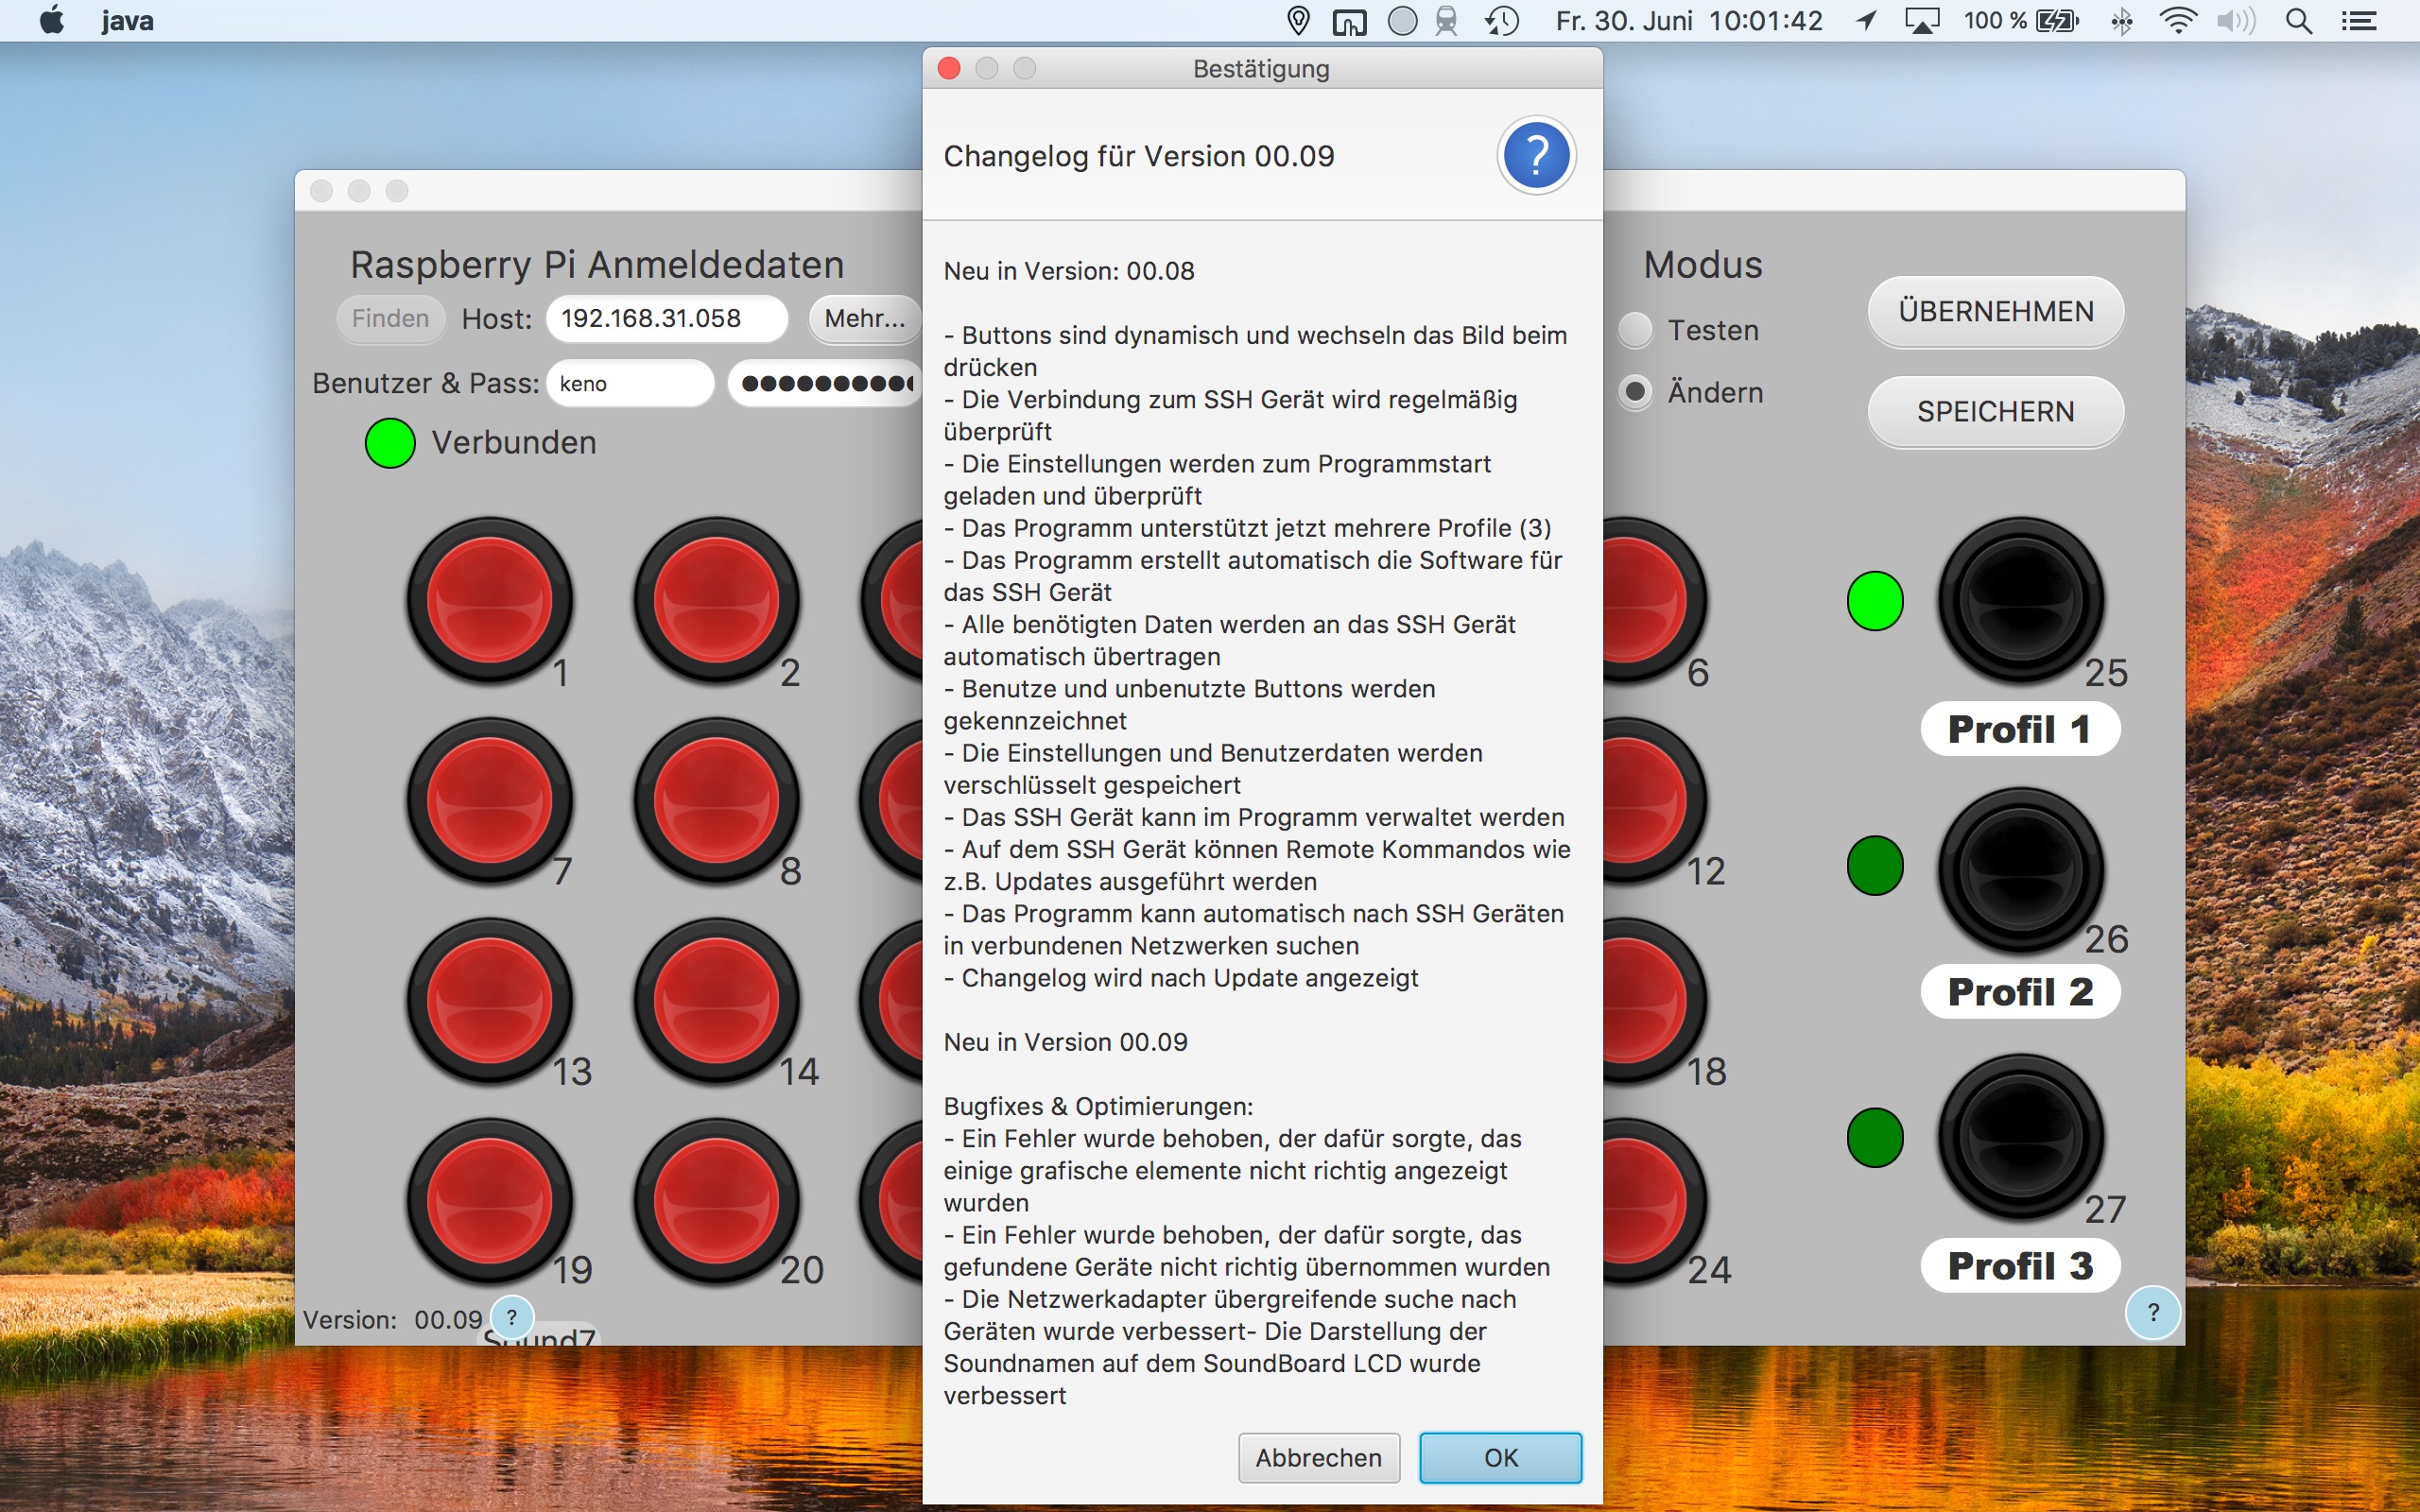 java
Fr. 30. Juni 10:01:42
100 %
Bestätigung
Changelog für Version 00.09
?
Neu in Version: 00.08
- Buttons sind dynamisch und wechseln das Bild beim
drücken
- Die Verbindung zum SSH Gerät wird regelmäßig
überprüft
- Die Einstellungen werden zum Programmstart
geladen und überprüft
- Das Programm unterstützt jetzt mehrere Profile (3)
- Das Programm erstellt automatisch die Software für
das SSH Gerät
- Alle benötigten Daten werden an das SSH Gerät
automatisch übertragen
- Benutze und unbenutzte Buttons werden
gekennzeichnet
- Die Einstellungen und Benutzerdaten werden
verschlüsselt gespeichert
- Das SSH Gerät kann im Programm verwaltet werden
- Auf dem SSH Gerät können Remote Kommandos wie
z.B. Updates ausgeführt werden
- Das Programm kann automatisch nach SSH Geräten
in verbundenen Netzwerken suchen
- Changelog wird nach Update angezeigt
Neu in Version 00.09
Bugfixes & Optimierungen:
- Ein Fehler wurde behoben, der dafür sorgte, das
einige grafische elemente nicht richtig angezeigt
wurden
- Ein Fehler wurde behoben, der dafür sorgte, das
gefundene Geräte nicht richtig übernommen wurden
- Die Netzwerkadapter übergreifende suche nach
Geräten wurde verbessert- Die Darstellung der
Soundnamen auf dem SoundBoard LCD wurde
verbessert
Abbrechen
OK
Raspberry Pi Anmeldedaten
Finden Host: 192.168.31.058 Mehr...
Benutzer & Pass: keno
Verbunden
1 2
7 8
13 14
19 20
Version: 00.09 ?
Sound7
Modus
Testen
Ändern
ÜBERNEHMEN
SPEICHERN
6
12
18
24
25
Profil 1
26
Profil 2
27
Profil 3
?